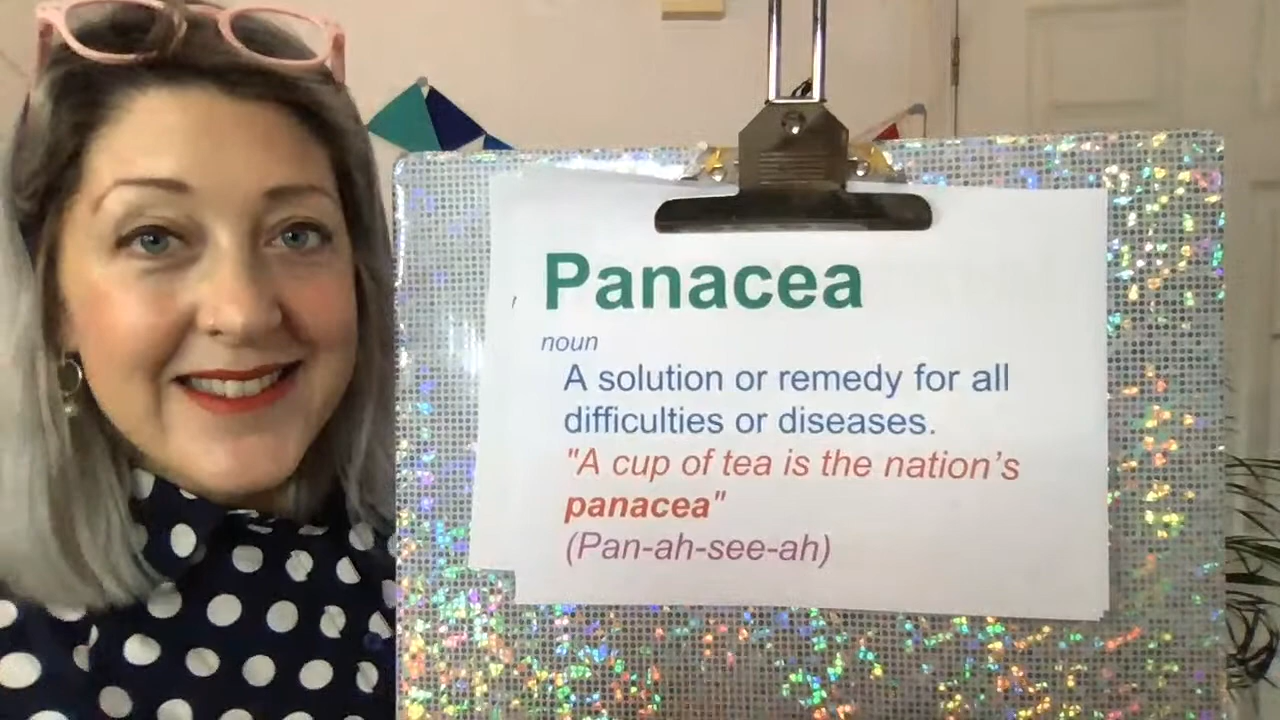 Panacea
noun
A solution or remedy for all
difficulties or diseases.
"A cup of tea is the nation’s
panacea"
(Pan-ah-see-ah)